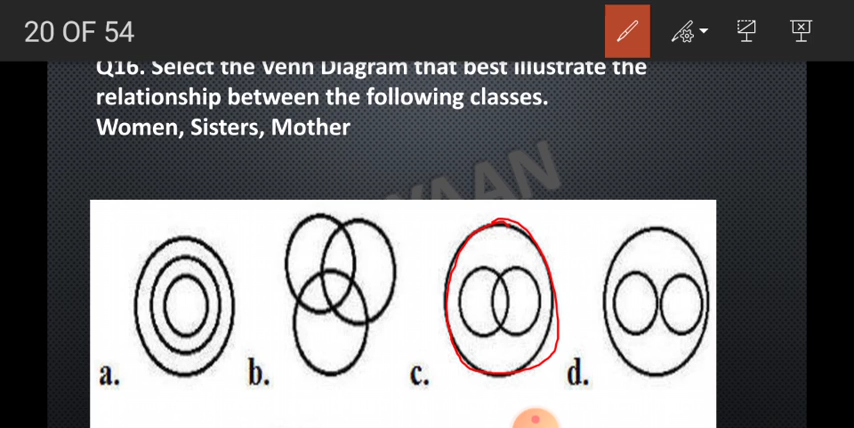 20 OF 54
Q16. Select the Venn Diagram that best illustrate the
relationship between the following classes.
Women, Sisters, Mother
a. b. c. d.